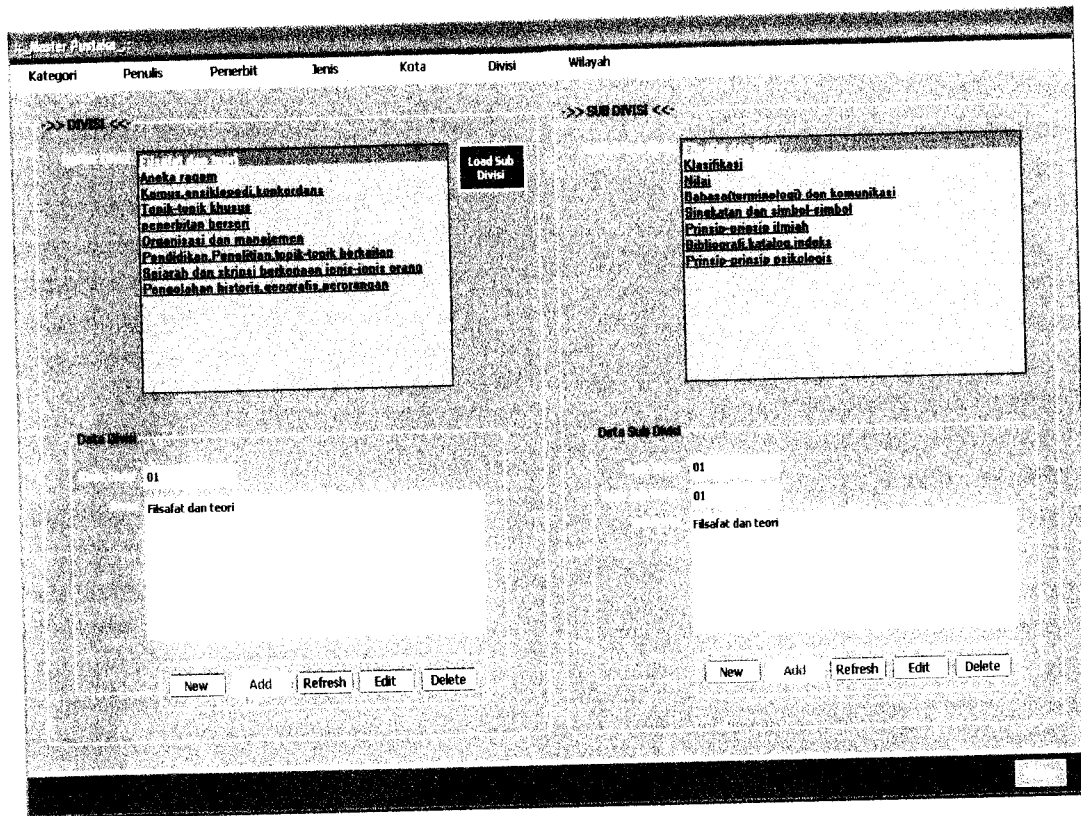 .:: Master Pustaka ::.
Kategori Penulis Penerbit Jenis Kota Divisi Wilayah
->> DIVISI <<-
Filsafat dan teori
Aneka ragam
Kamus,ensiklopedi,konkordans
Topik-topik khusus
penerbitan berseri
Organisasi dan manajemen
Pendidikan,Penelitian,topik-topik berkaitan
Sejarah dan skripsi berkenaan jenis-jenis orang
Pengolahan historis,geografis,perorangan
Load Sub
Divisi
Data Divisi
01
Filsafat dan teori
New Add Refresh Edit Delete
->> SUB DIVISI <<-
Klasifikasi
Nilai
Bahasa(terminologi) dan komunikasi
Singkatan dan simbol-simbol
Prinsip-prinsip ilmiah
Bibliografi,katalog,indeks
Prinsip-prinsip psikologis
Data Sub Divisi
01
01
Filsafat dan teori
New Add Refresh Edit Delete